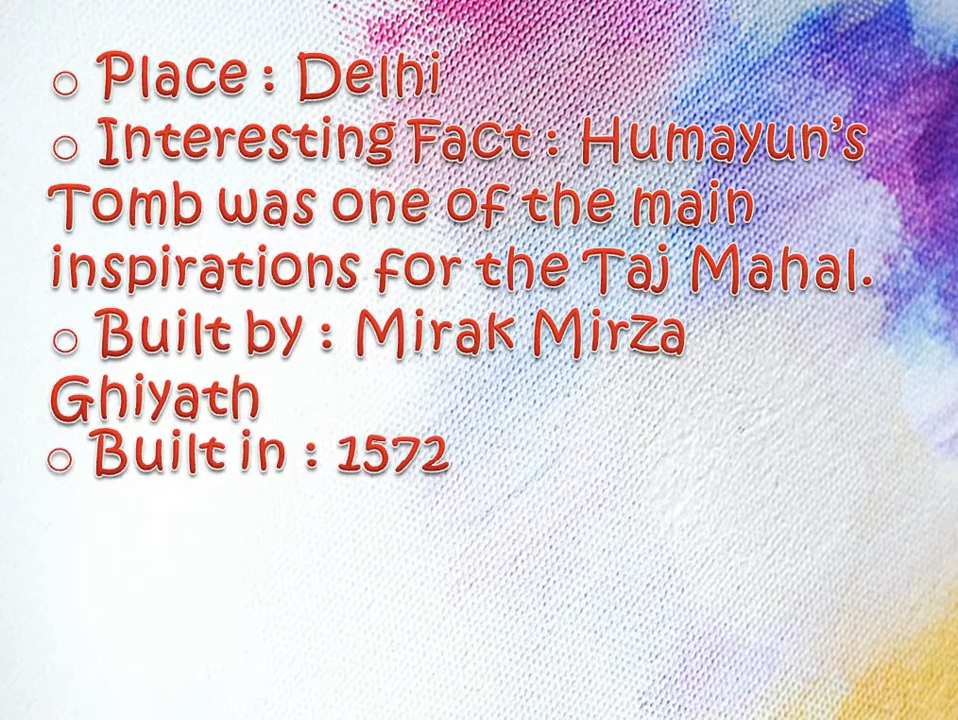 o Place : Delhi
o Interesting Fact : Humayun’s
Tomb was one of the main
inspirations for the Taj Mahal.
o Built by : Mirak Mirza
Ghiyath
o Built in : 1572